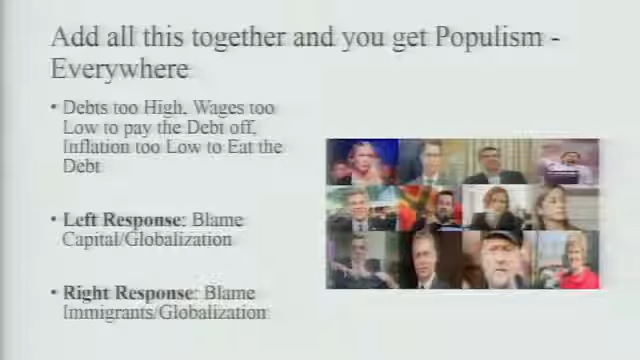 Add all this together and you get Populism -
Everywhere
• Debts too High, Wages too
Low to pay the Debt off,
Inflation too Low to Eat the
Debt
• Left Response: Blame
Capital/Globalization
• Right Response: Blame
Immigrants/Globalization